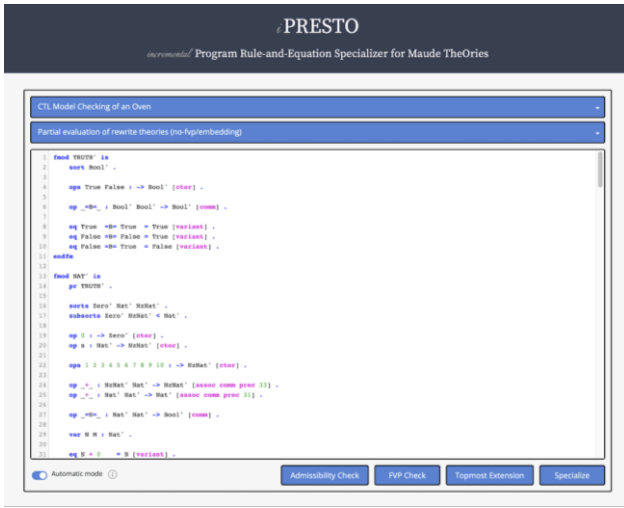 iPRESTO
incremental Program Rule-and-Equation Specializer for Maude TheOries
CTL Model Checking of an Oven
Partial evaluation of rewrite theories (no-fvp/embedding)
1 fmod TRUTH' is
2 sort Bool' .
3
4 ops True False : -> Bool' [ctor] .
5
6 op _=B=_ : Bool' Bool' -> Bool' [comm] .
7
8 eq True =B= True = True [variant] .
9 eq False =B= False = True [variant] .
10 eq False =B= True = False [variant] .
11 endfm
12
13 fmod NAT' is
14 pr TRUTH' .
15
16 sorts Zero' Nat' NzNat' .
17 subsorts Zero' NzNat' < Nat' .
18
19 op 0 : -> Zero' [ctor] .
20 op s : Nat' -> NzNat' [ctor] .
21
22 ops 1 2 3 4 5 6 7 8 9 10 : -> NzNat' [ctor] .
23
24 op _+_ : NzNat' Nat' -> NzNat' [assoc comm prec 33] .
25 op _+_ : Nat' Nat' -> Nat' [assoc comm prec 31] .
26
27 op _=N=_ : Nat' Nat' -> Bool' [comm] .
28
29 var N M : Nat' .
30
31 eq N + 0 = N [variant] .
Automatic mode
Admissibility Check
FVP Check
Topmost Extension
Specialize